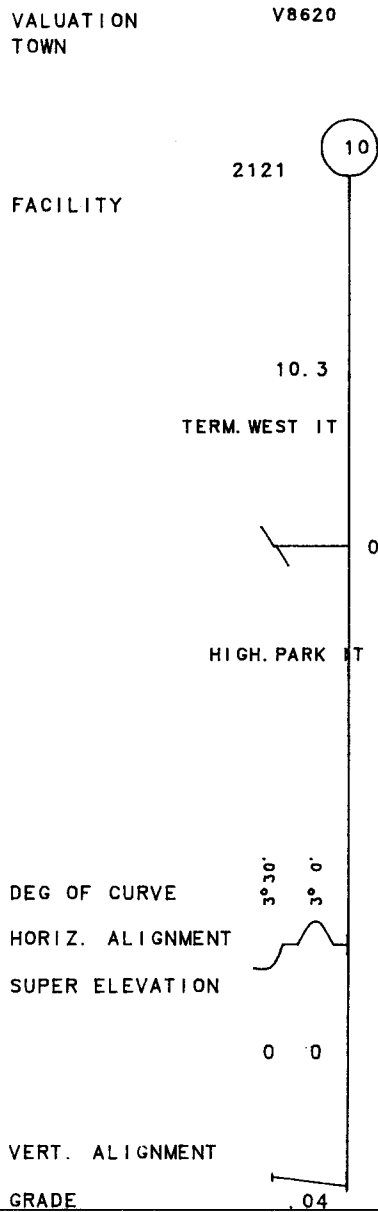 VALUATION V8620
TOWN
10
2121
FACILITY
10.3
TERM. WEST IT
0
HIGH. PARK IT
3°30' 3° 0'
DEG OF CURVE
HORIZ. ALIGNMENT
SUPER ELEVATION
0 0
VERT. ALIGNMENT
GRADE .04